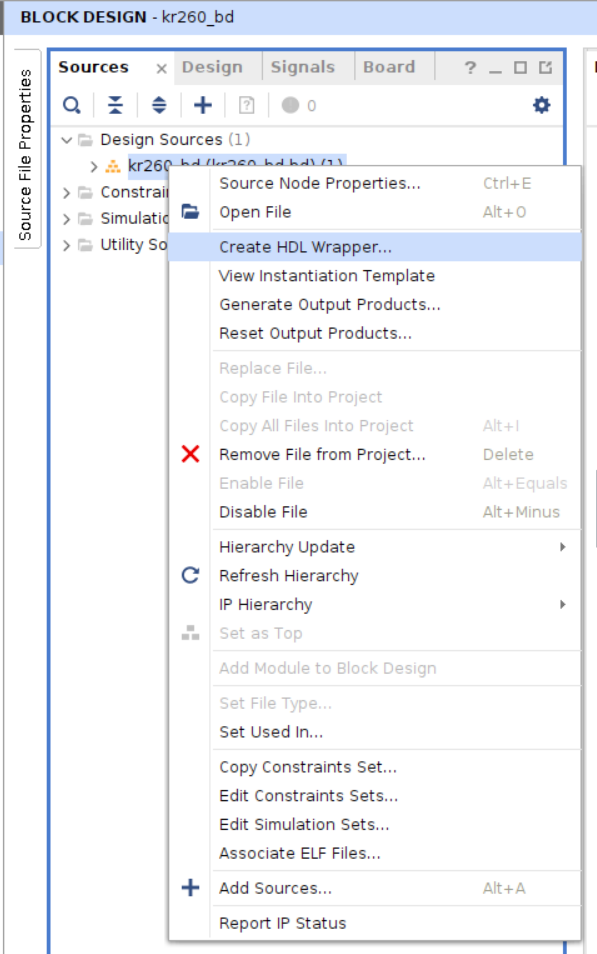 BLOCK DESIGN - kr260_bd
Source File Properties
Sources × Design Signals Board ? _
0
Design Sources (1)
kr260_bd (kr260_bd.bd) (1)
Constrai
Simulatio
Utility So
Source Node Properties... Ctrl+E
Open File Alt+O
Create HDL Wrapper...
View Instantiation Template
Generate Output Products...
Reset Output Products...
Replace File...
Copy File Into Project
Copy All Files Into Project Alt+I
Remove File from Project... Delete
Enable File Alt+Equals
Disable File Alt+Minus
Hierarchy Update
Refresh Hierarchy
IP Hierarchy
Set as Top
Add Module to Block Design
Set File Type...
Set Used In...
Copy Constraints Set...
Edit Constraints Sets...
Edit Simulation Sets...
Associate ELF Files...
Add Sources... Alt+A
Report IP Status